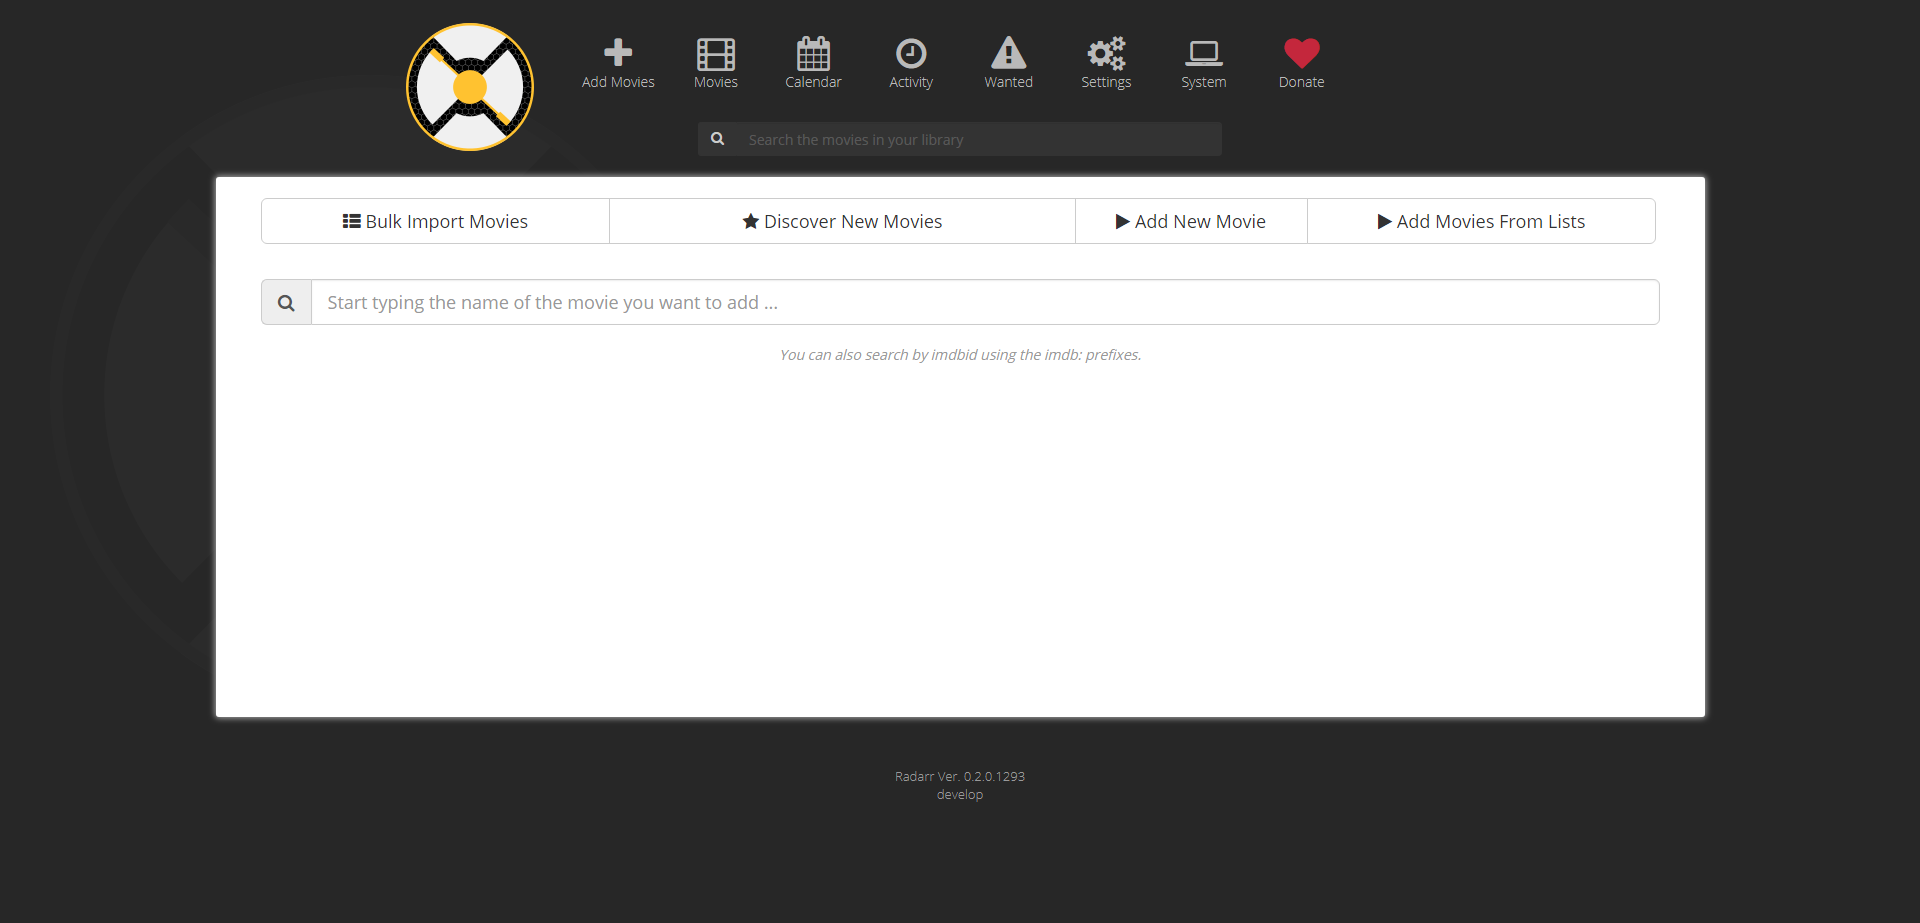 Add Movies
Movies
Calendar
Activity
Wanted
Settings
System
Donate
Search the movies in your library
Bulk Import Movies
Discover New Movies
Add New Movie
Add Movies From Lists
Start typing the name of the movie you want to add ...
You can also search by imdbid using the imdb: prefixes.
Radarr Ver. 0.2.0.1293
develop